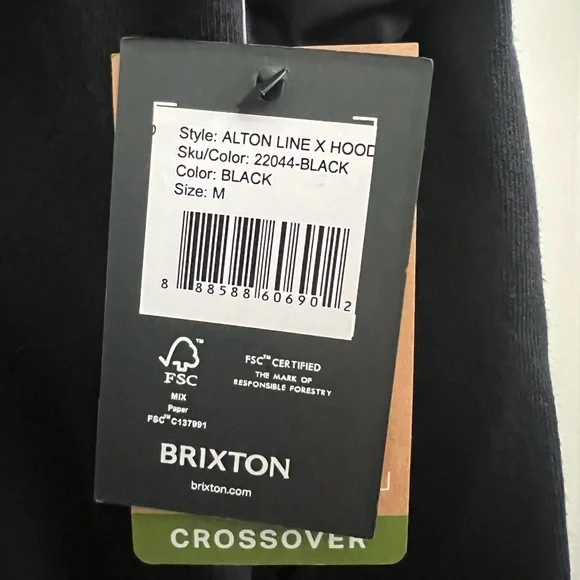 Style: ALTON LINE X HOOD
Sku/Color: 22044-BLACK
Color: BLACK
Size: M
8 88588 60690 2
FSC™
MIX
Paper
FSC™ C137991
FSC™ CERTIFIED
THE MARK OF
RESPONSIBLE FORESTRY
BRIXTON
brixton.com
CROSSOVER